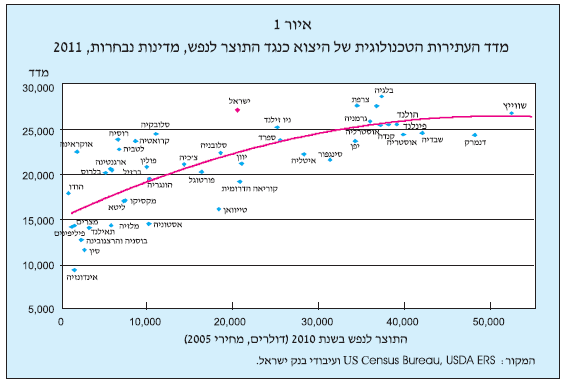 איור 1
מדד העתירות הטכנולוגית של היצוא כנגד התוצר לנפש, מדינות נבחרות, 2011
מדד
30,000
25,000
20,000
15,000
10,000
5,000
0
10,000
20,000
30,000
40,000
50,000
בלגיה
צרפת
ישראל
שווייץ
הולנד
גרמניה
פינלנד
אוסטרליה
ניו זילנד
סלובקיה
רוסיה
קרואטיה
ספרד
קנדה
שבדיה
דנמרק
אוסטריה
יפן
לטביה
אוקראינה
סלובניה
איטליה
סינגפור
יוון
פולין
צ'כיה
ארגנטינה
בלרוס
ברזיל
פורטוגל
הונגריה
קוריאה הדרומית
הודו
מקסיקו
ליטא
טייוואן
מצרים
פיליפינים
תאילנד
מלזיה
אסטוניה
בוסניה והרצגובינה
סין
אינדונזיה
התוצר לנפש בשנת 2010 (דולרים, מחירי 2005)
המקור: US Census Bureau, USDA ERS ועיבודי בנק ישראל.